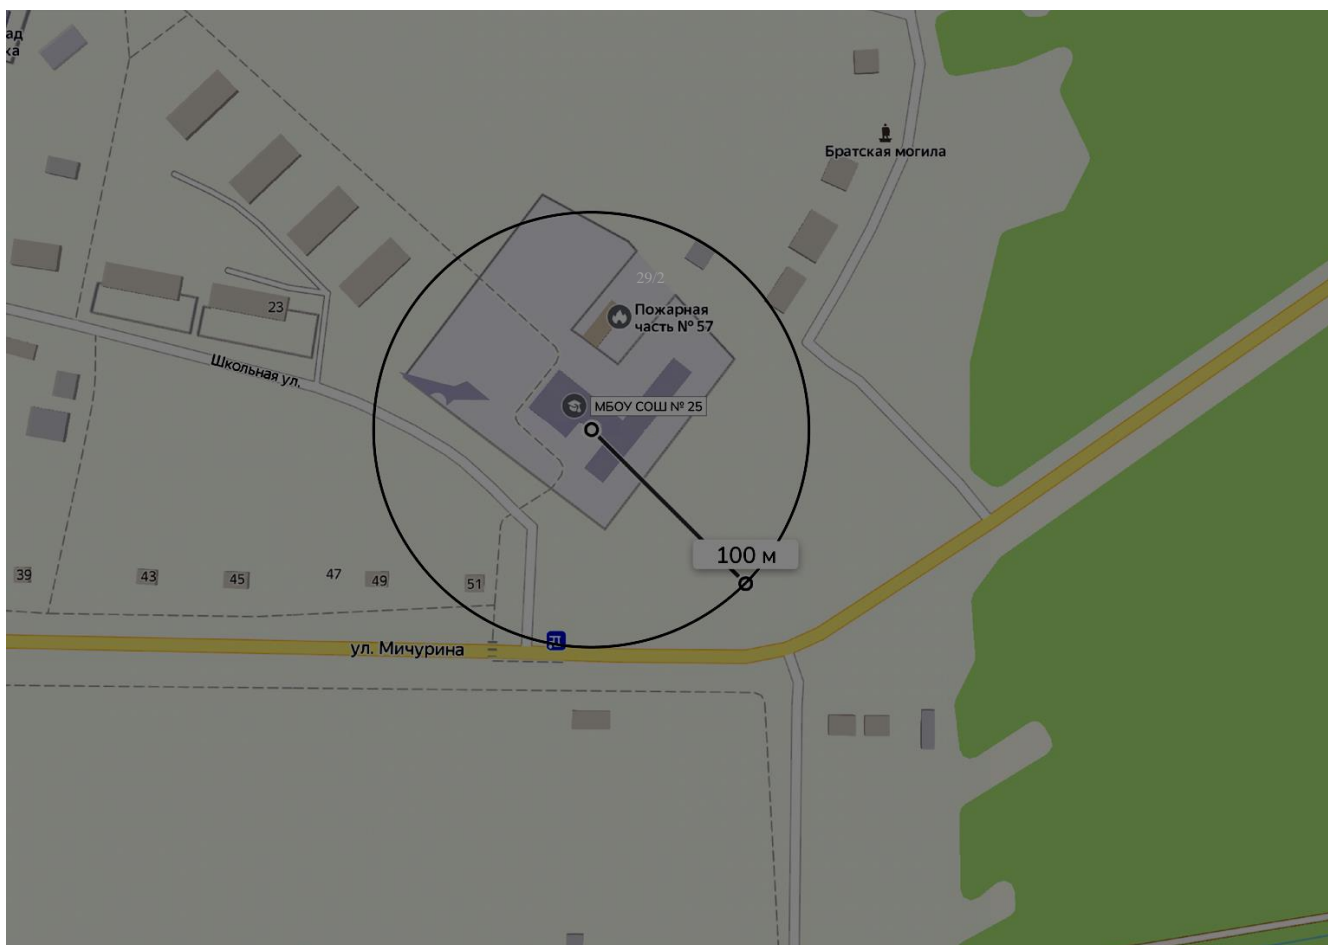 ад
ка
Братская могила
29/2
Пожарная
часть № 57
23
Школьная ул.
МБОУ СОШ № 25
100 м
39
43
45
47
49
51
ул. Мичурина